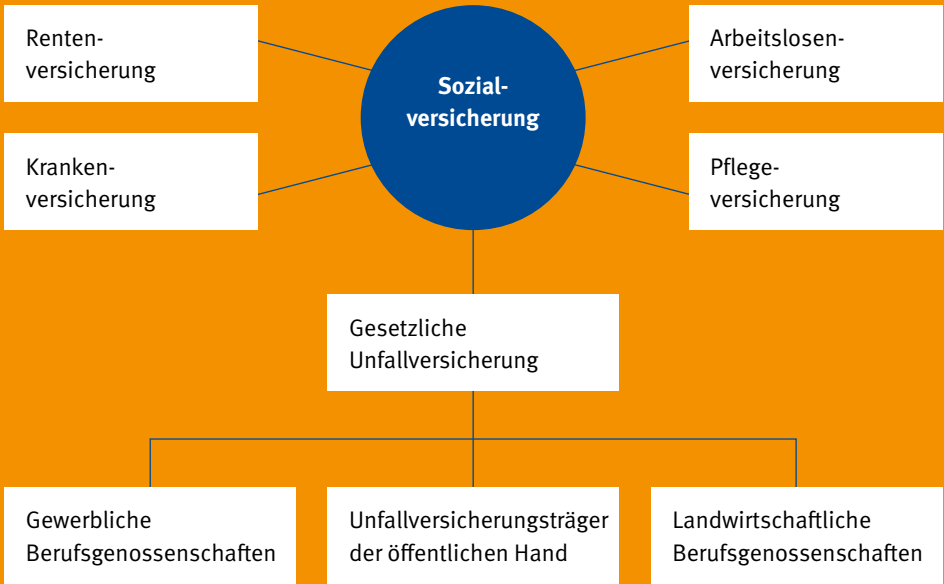 Renten-
versicherung
Sozial-
versicherung
Arbeitslosen-
versicherung
Kranken-
versicherung
Pflege-
versicherung
Gesetzliche
Unfallversicherung
Gewerbliche
Berufsgenossenschaften
Unfallversicherungsträger
der öffentlichen Hand
Landwirtschaftliche
Berufsgenossenschaften